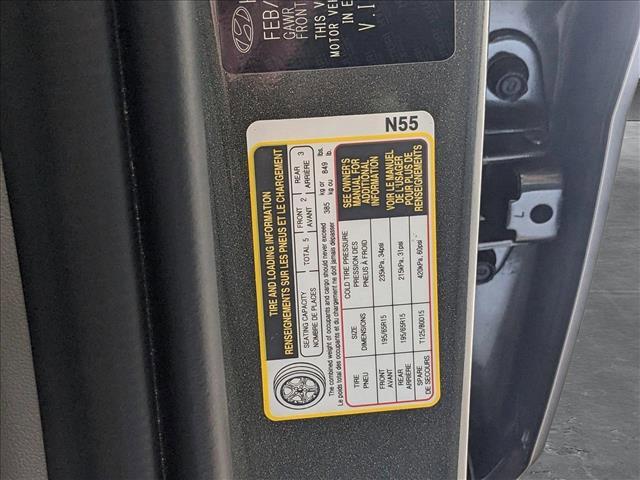 FEB/
GAWR
FRONT
THIS V
MOTOR VEH
IN E
V.I
N55
TIRE AND LOADING INFORMATION
RENSEIGNEMENTS SUR LES PNEUS ET LE CHARGEMENT
SEATING CAPACITY TOTAL 5 FRONT 2 REAR 3
NOMBRE DE PLACES AVANT ARRIÈRE
The combined weight of occupants and cargo should never exceed 385 kg or 849 lb.
Le poids total des occupants et du chargement ne doit jamais dépasser kg ou lb.
TIRE SIZE COLD TIRE PRESSURE
PNEU DIMENSIONS PRESSION DES
PNEUS À FROID
FRONT 195/65R15 235kPa, 34psi
AVANT
REAR 195/65R15 215kPa, 31psi
ARRIÈRE
SPARE T125/80D15 420kPa, 60psi
DE SECOURS
SEE OWNER'S
MANUAL FOR
ADDITIONAL
INFORMATION
VOIR LE MANUEL
DE L'USAGER
POUR PLUS DE
RENSEIGNEMENTS
L